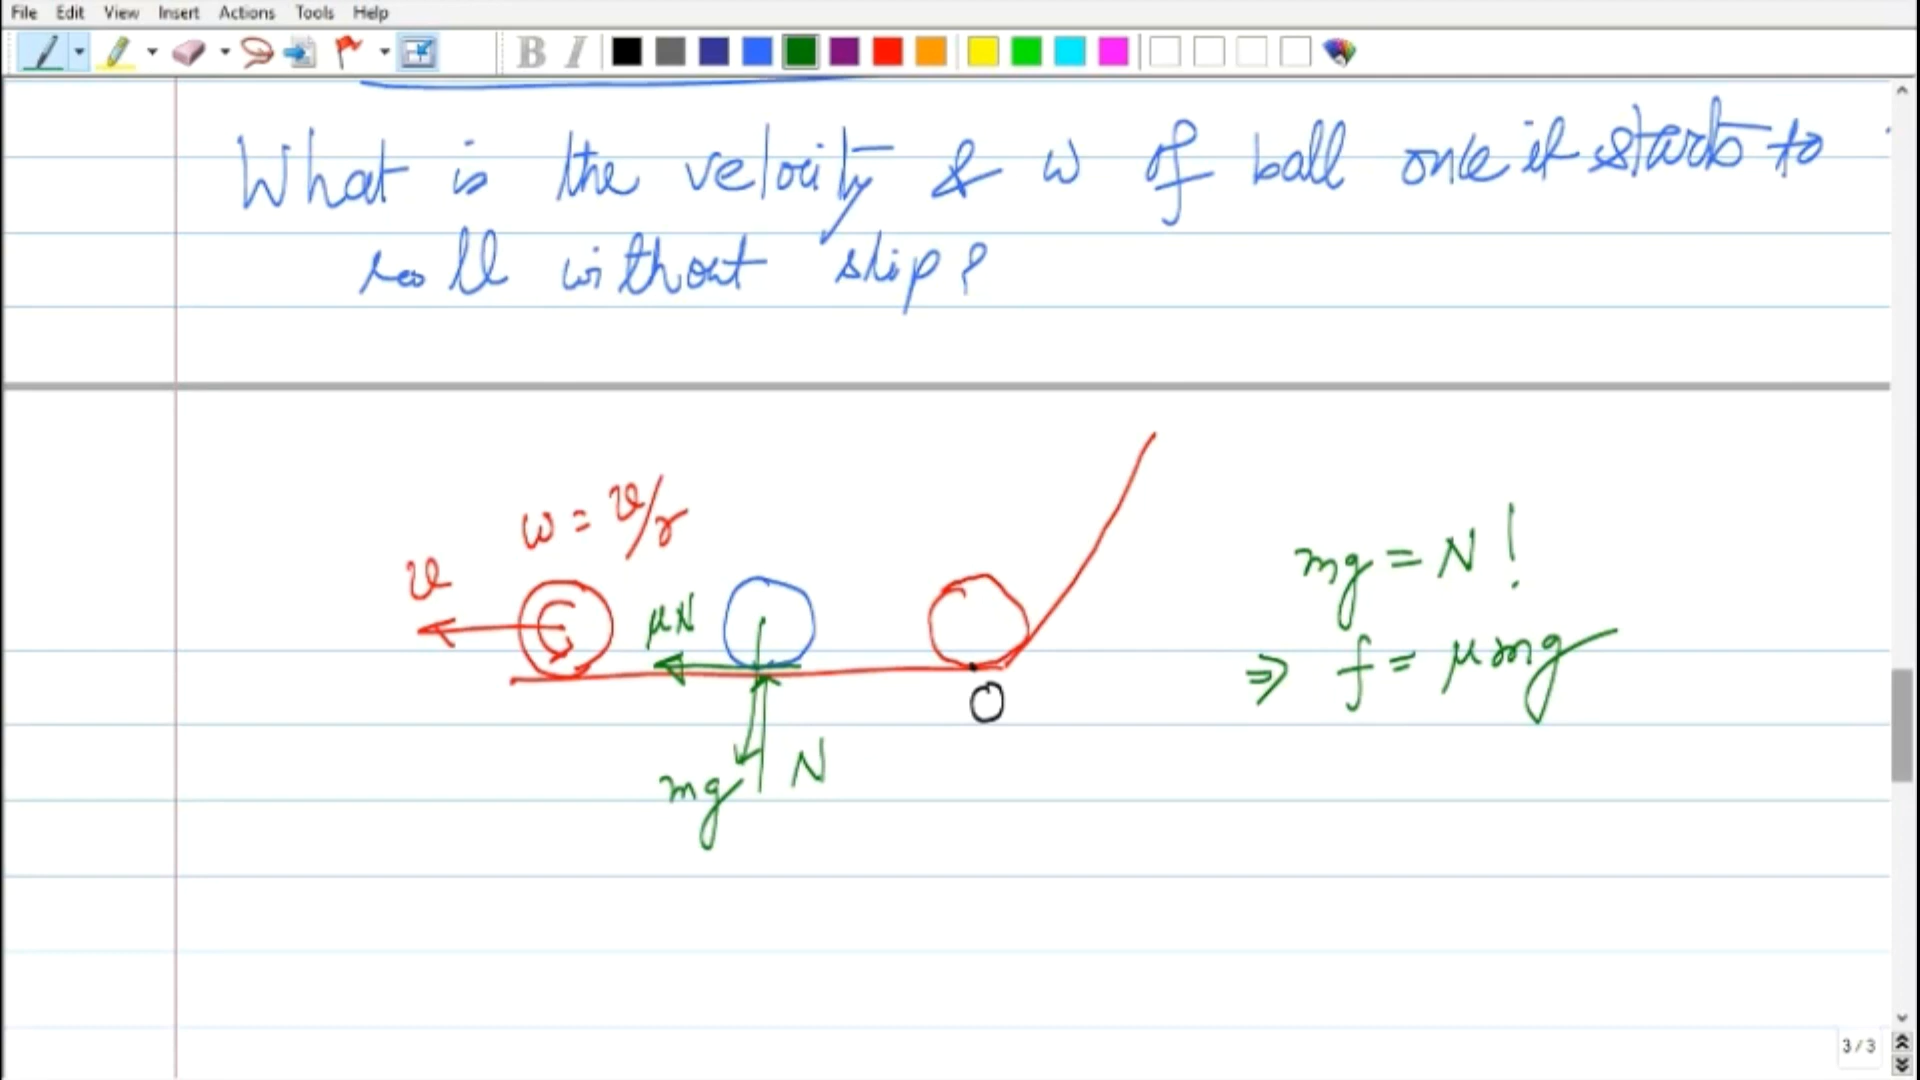 File Edit View Insert Actions Tools Help
B I
What is the velocity & ω of ball once it starts to
roll without slip?
ω = v/r
v
μN
mg = N!
⇒ f = μmg
O
mg N
3/3